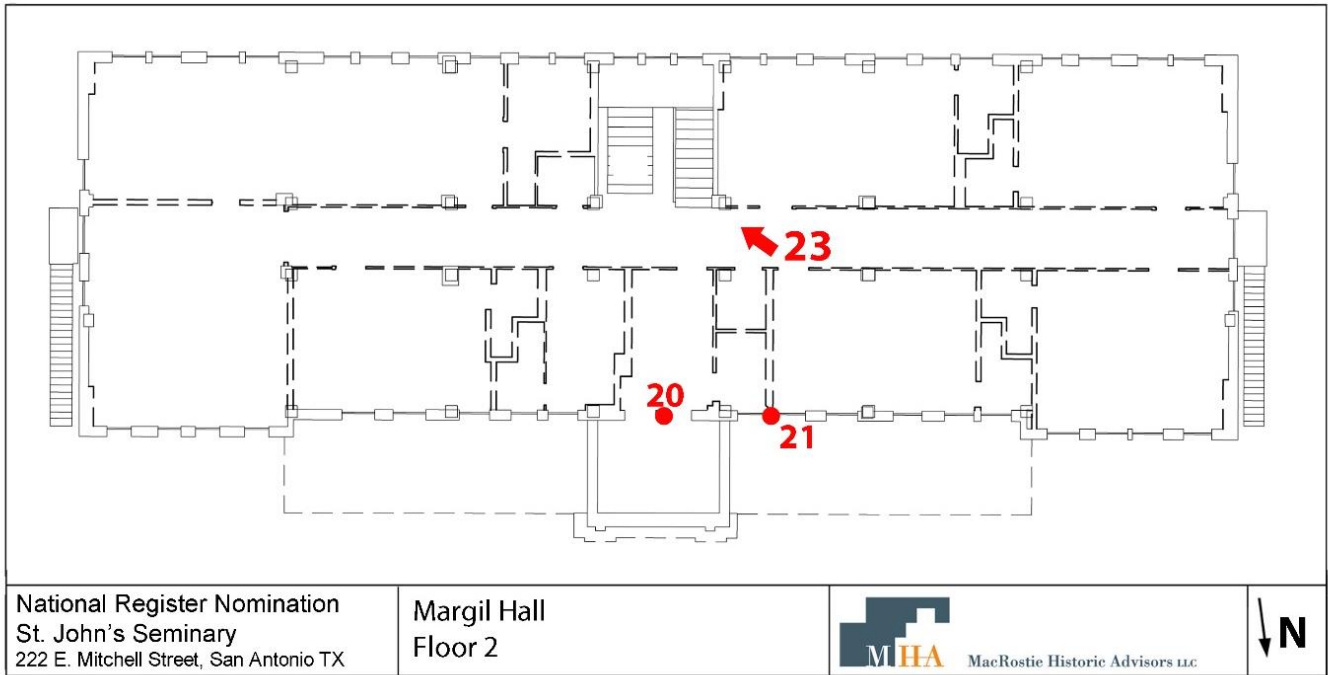 23
20
21
National Register Nomination
St. John's Seminary
222 E. Mitchell Street, San Antonio TX
Margil Hall
Floor 2
MHA
MacRostie Historic Advisors LLC
N